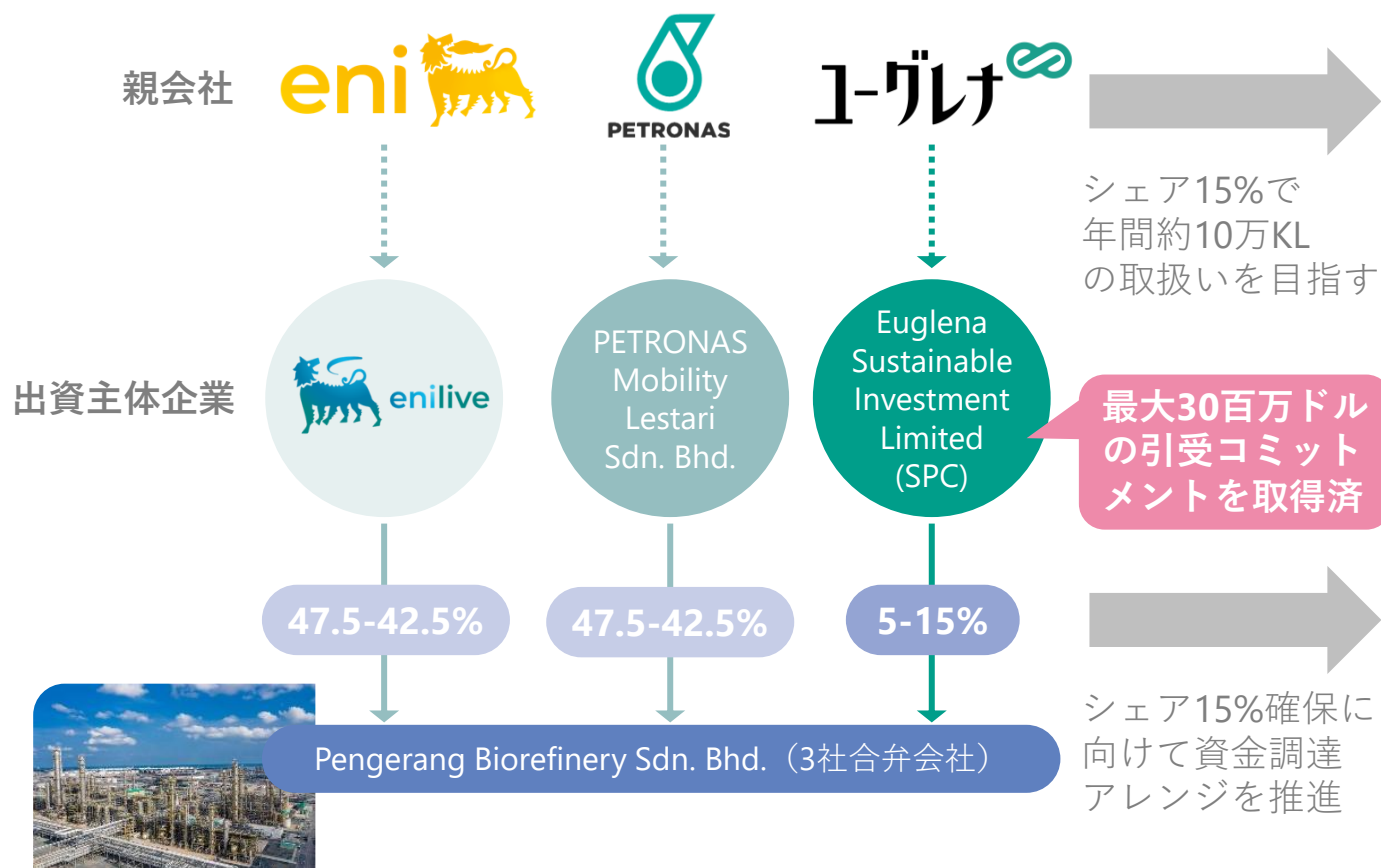 親会社
eni
PETRONAS
ユーグレナ
シェア15%で
年間約10万KL
の取扱いを目指す
出資主体企業
enilive
PETRONAS
Mobility
Lestari
Sdn. Bhd.
Euglena
Sustainable
Investment
Limited
(SPC)
最大30百万ドル
の引受コミット
メントを取得済
47.5-42.5%
47.5-42.5%
5-15%
Pengerang Biorefinery Sdn. Bhd.（3社合弁会社）
シェア15%確保に
向けて資金調達
アレンジを推進